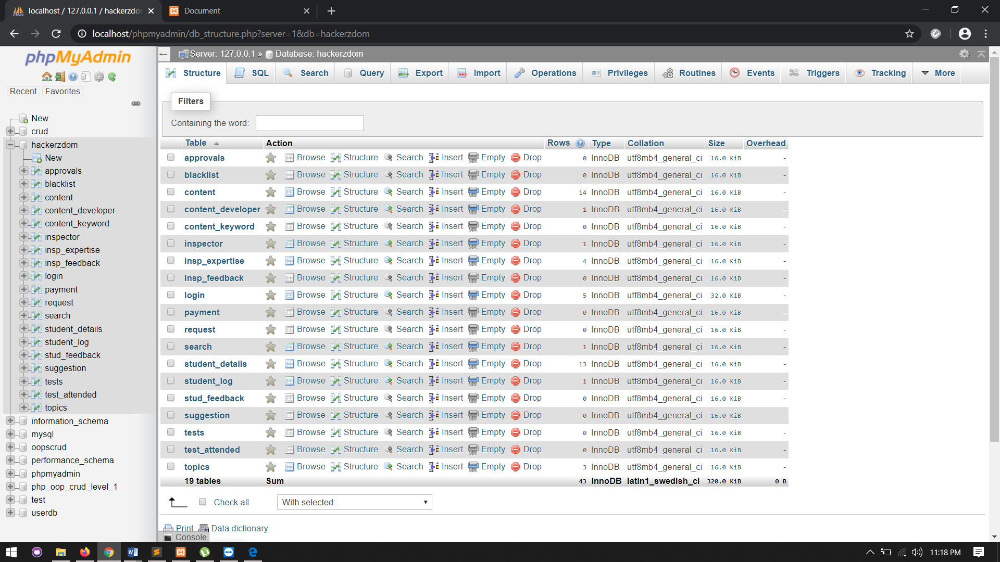 localhost / 127.0.0.1 / hackerzdom
Document
localhost/phpmyadmin/db_structure.php?server=1&db=hackerzdom
phpMyAdmin
Recent Favorites
New
crud
hackerzdom
New
approvals
blacklist
content
content_developer
content_keyword
inspector
insp_expertise
insp_feedback
login
payment
request
search
student_details
student_log
stud_feedback
suggestion
tests
test_attended
topics
information_schema
mysql
oopscrud
performance_schema
phpmyadmin
php_oop_crud_level_1
test
userdb
Server: 127.0.0.1 » Database: hackerzdom
Structure SQL Search Query Export Import Operations Privileges Routines Events Triggers Tracking More
Filters
Containing the word:
Table Action Rows Type Collation Size Overhead
approvals Browse Structure Search Insert Empty Drop 0 InnoDB utf8mb4_general_ci 16.0 KiB -
blacklist Browse Structure Search Insert Empty Drop 0 InnoDB utf8mb4_general_ci 16.0 KiB -
content Browse Structure Search Insert Empty Drop 14 InnoDB utf8mb4_general_ci 16.0 KiB -
content_developer Browse Structure Search Insert Empty Drop 1 InnoDB utf8mb4_general_ci 16.0 KiB -
content_keyword Browse Structure Search Insert Empty Drop 0 InnoDB utf8mb4_general_ci 16.0 KiB -
inspector Browse Structure Search Insert Empty Drop 1 InnoDB utf8mb4_general_ci 16.0 KiB -
insp_expertise Browse Structure Search Insert Empty Drop 4 InnoDB utf8mb4_general_ci 16.0 KiB -
insp_feedback Browse Structure Search Insert Empty Drop 0 InnoDB utf8mb4_general_ci 16.0 KiB -
login Browse Structure Search Insert Empty Drop 5 InnoDB utf8mb4_general_ci 32.0 KiB -
payment Browse Structure Search Insert Empty Drop 0 InnoDB utf8mb4_general_ci 16.0 KiB -
request Browse Structure Search Insert Empty Drop 0 InnoDB utf8mb4_general_ci 16.0 KiB -
search Browse Structure Search Insert Empty Drop 1 InnoDB utf8mb4_general_ci 16.0 KiB -
student_details Browse Structure Search Insert Empty Drop 13 InnoDB utf8mb4_general_ci 16.0 KiB -
student_log Browse Structure Search Insert Empty Drop 1 InnoDB utf8mb4_general_ci 16.0 KiB -
stud_feedback Browse Structure Search Insert Empty Drop 0 InnoDB utf8mb4_general_ci 16.0 KiB -
suggestion Browse Structure Search Insert Empty Drop 0 InnoDB utf8mb4_general_ci 16.0 KiB -
tests Browse Structure Search Insert Empty Drop 0 InnoDB utf8mb4_general_ci 16.0 KiB -
test_attended Browse Structure Search Insert Empty Drop 0 InnoDB utf8mb4_general_ci 16.0 KiB -
topics Browse Structure Search Insert Empty Drop 3 InnoDB utf8mb4_general_ci 16.0 KiB -
19 tables Sum 43 InnoDB latin1_swedish_ci 320.0 KiB 0 B
Check all With selected:
Print Data dictionary
Console
11:18 PM